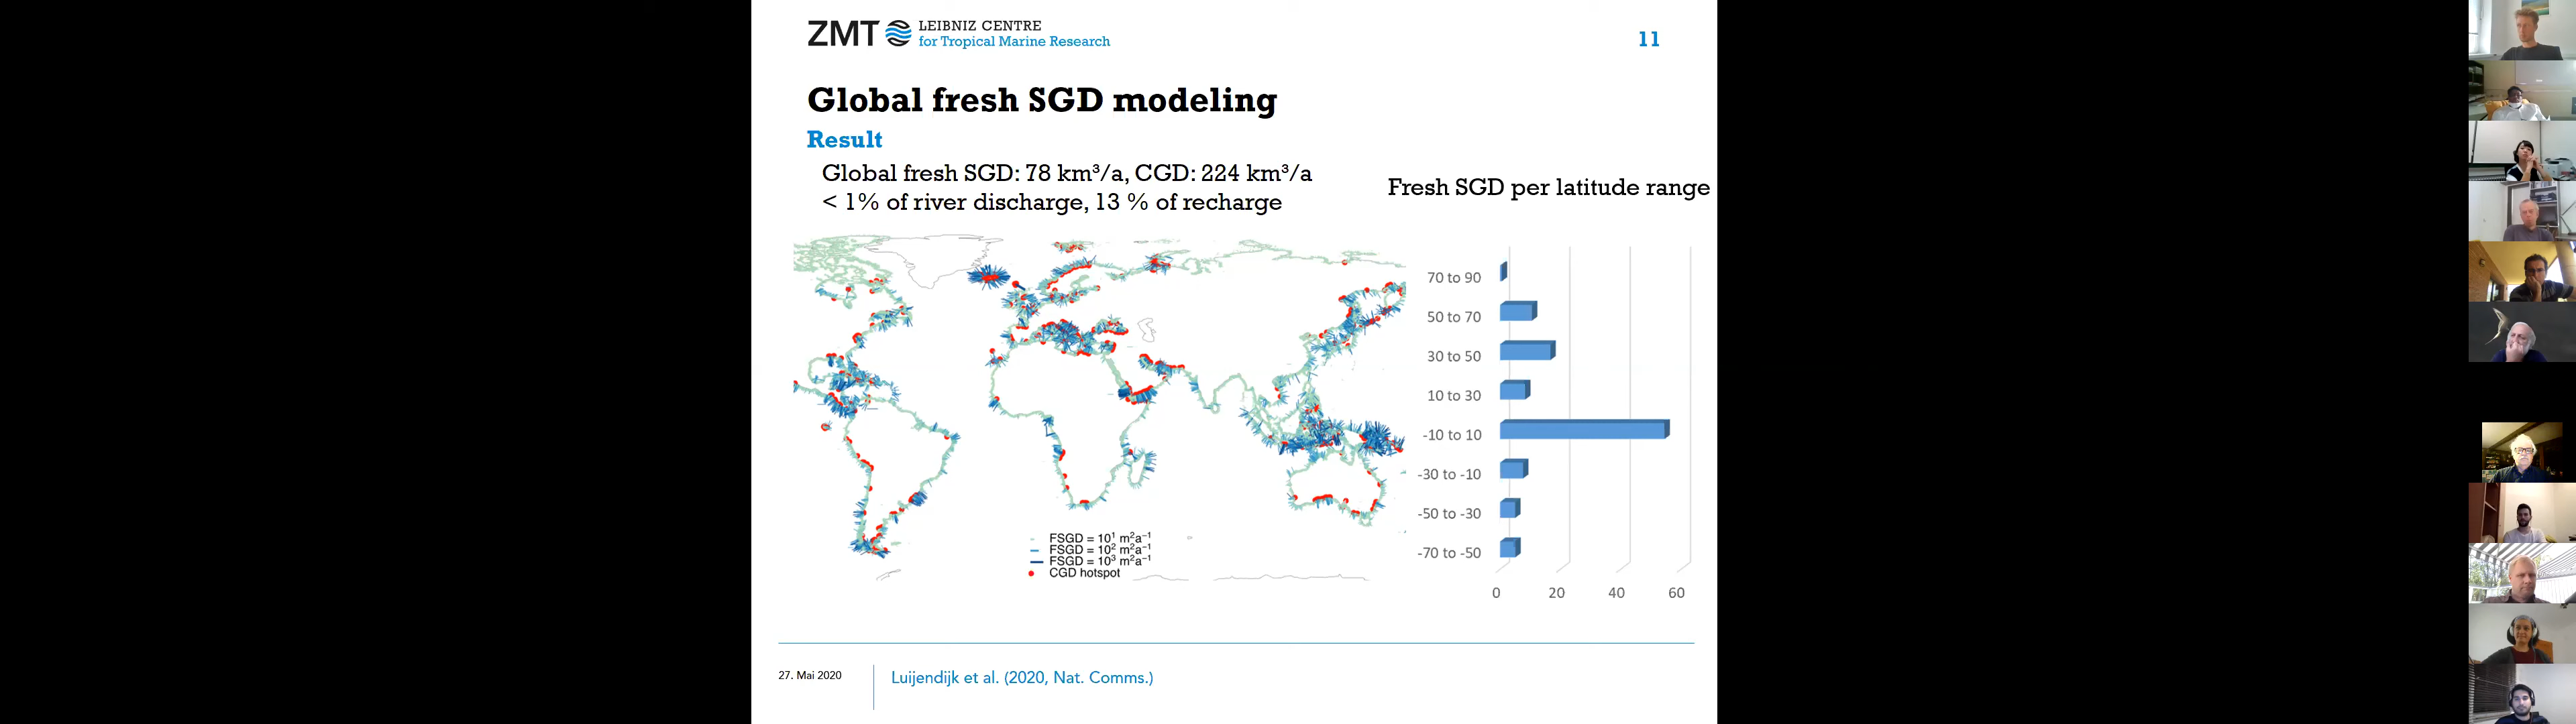 ZMT LEIBNIZ CENTRE
for Tropical Marine Research
11
Global fresh SGD modeling
Result
Global fresh SGD: 78 km³/a, CGD: 224 km³/a
< 1% of river discharge, 13 % of recharge
Fresh SGD per latitude range
70 to 90
50 to 70
30 to 50
10 to 30
-10 to 10
-30 to -10
-50 to -30
-70 to -50
0 20 40 60
FSGD = 10¹ m²a⁻¹
FSGD = 10² m²a⁻¹
FSGD = 10³ m²a⁻¹
CGD hotspot
27. Mai 2020
Luijendijk et al. (2020, Nat. Comms.)